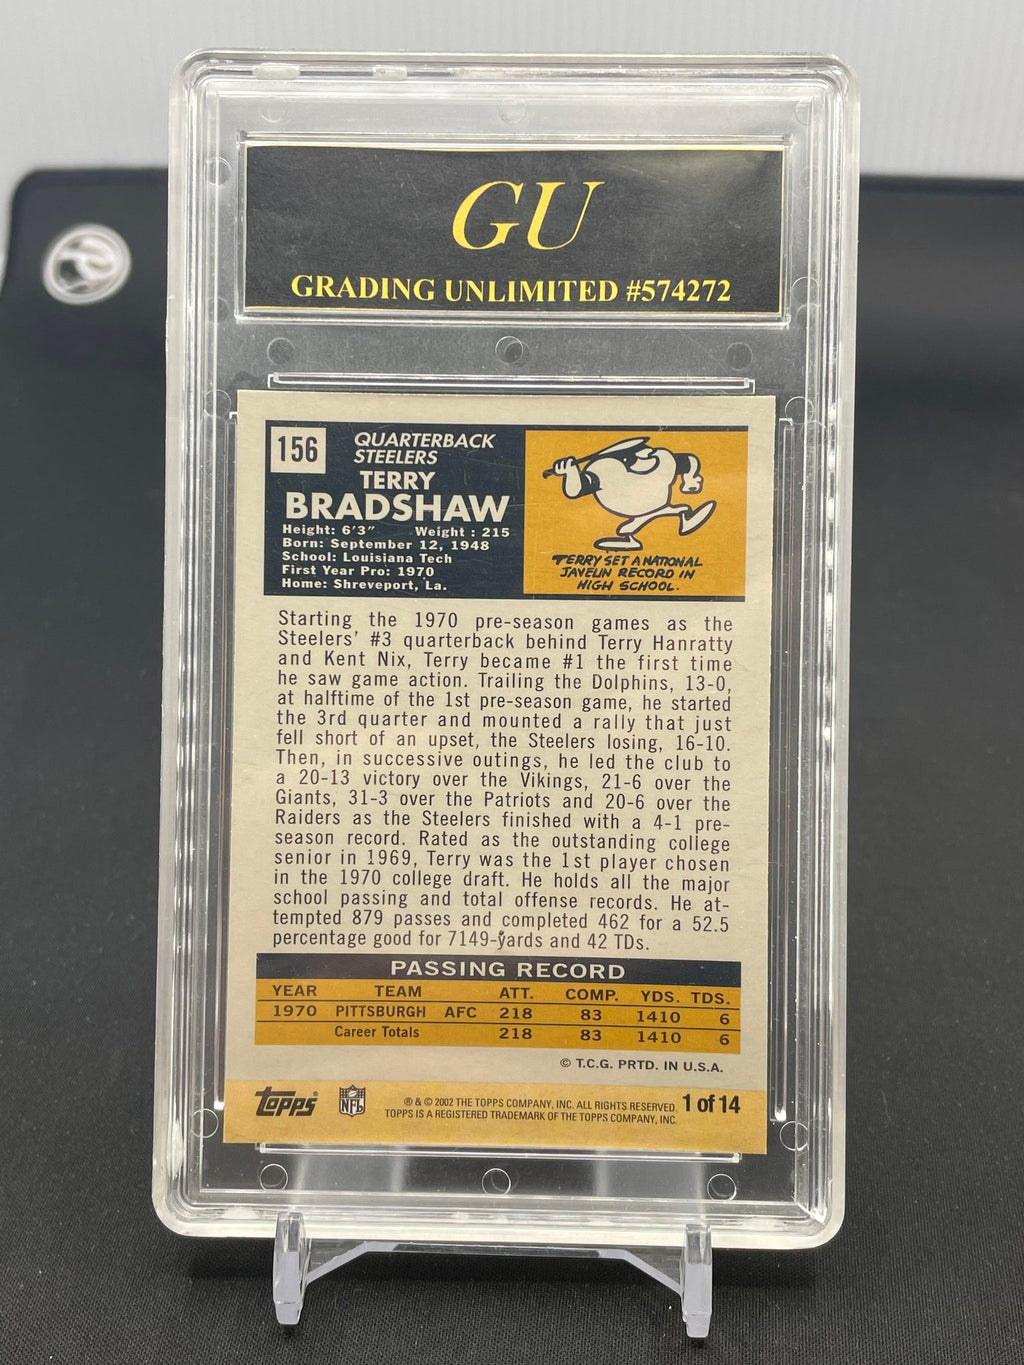 GU
GRADING UNLIMITED #574272
156
QUARTERBACK
STEELERS
TERRY
BRADSHAW
Height: 6'3" Weight : 215
Born: September 12, 1948
School: Louisiana Tech
First Year Pro: 1970
Home: Shreveport, La.
TERRY SET A NATIONAL
JAVELIN RECORD IN
HIGH SCHOOL.
Starting the 1970 pre-season games as the
Steelers' #3 quarterback behind Terry Hanratty
and Kent Nix, Terry became #1 the first time
he saw game action. Trailing the Dolphins, 13-0,
at halftime of the 1st pre-season game, he started
the 3rd quarter and mounted a rally that just
fell short of an upset, the Steelers losing, 16-10.
Then, in successive outings, he led the club to
a 20-13 victory over the Vikings, 21-6 over the
Giants, 31-3 over the Patriots and 20-6 over the
Raiders as the Steelers finished with a 4-1 pre-
season record. Rated as the outstanding college
senior in 1969, Terry was the 1st player chosen
in the 1970 college draft. He holds all the major
school passing and total offense records. He at-
tempted 879 passes and completed 462 for a 52.5
percentage good for 7149-yards and 42 TDs.
PASSING RECORD
YEAR TEAM ATT. COMP. YDS. TDS.
1970 PITTSBURGH AFC 218 83 1410 6
Career Totals 218 83 1410 6
© T.C.G. PRTD. IN U.S.A.
topps NFL
® & © 2002 THE TOPPS COMPANY, INC. ALL RIGHTS RESERVED. 1 of 14
TOPPS IS A REGISTERED TRADEMARK OF THE TOPPS COMPANY, INC.